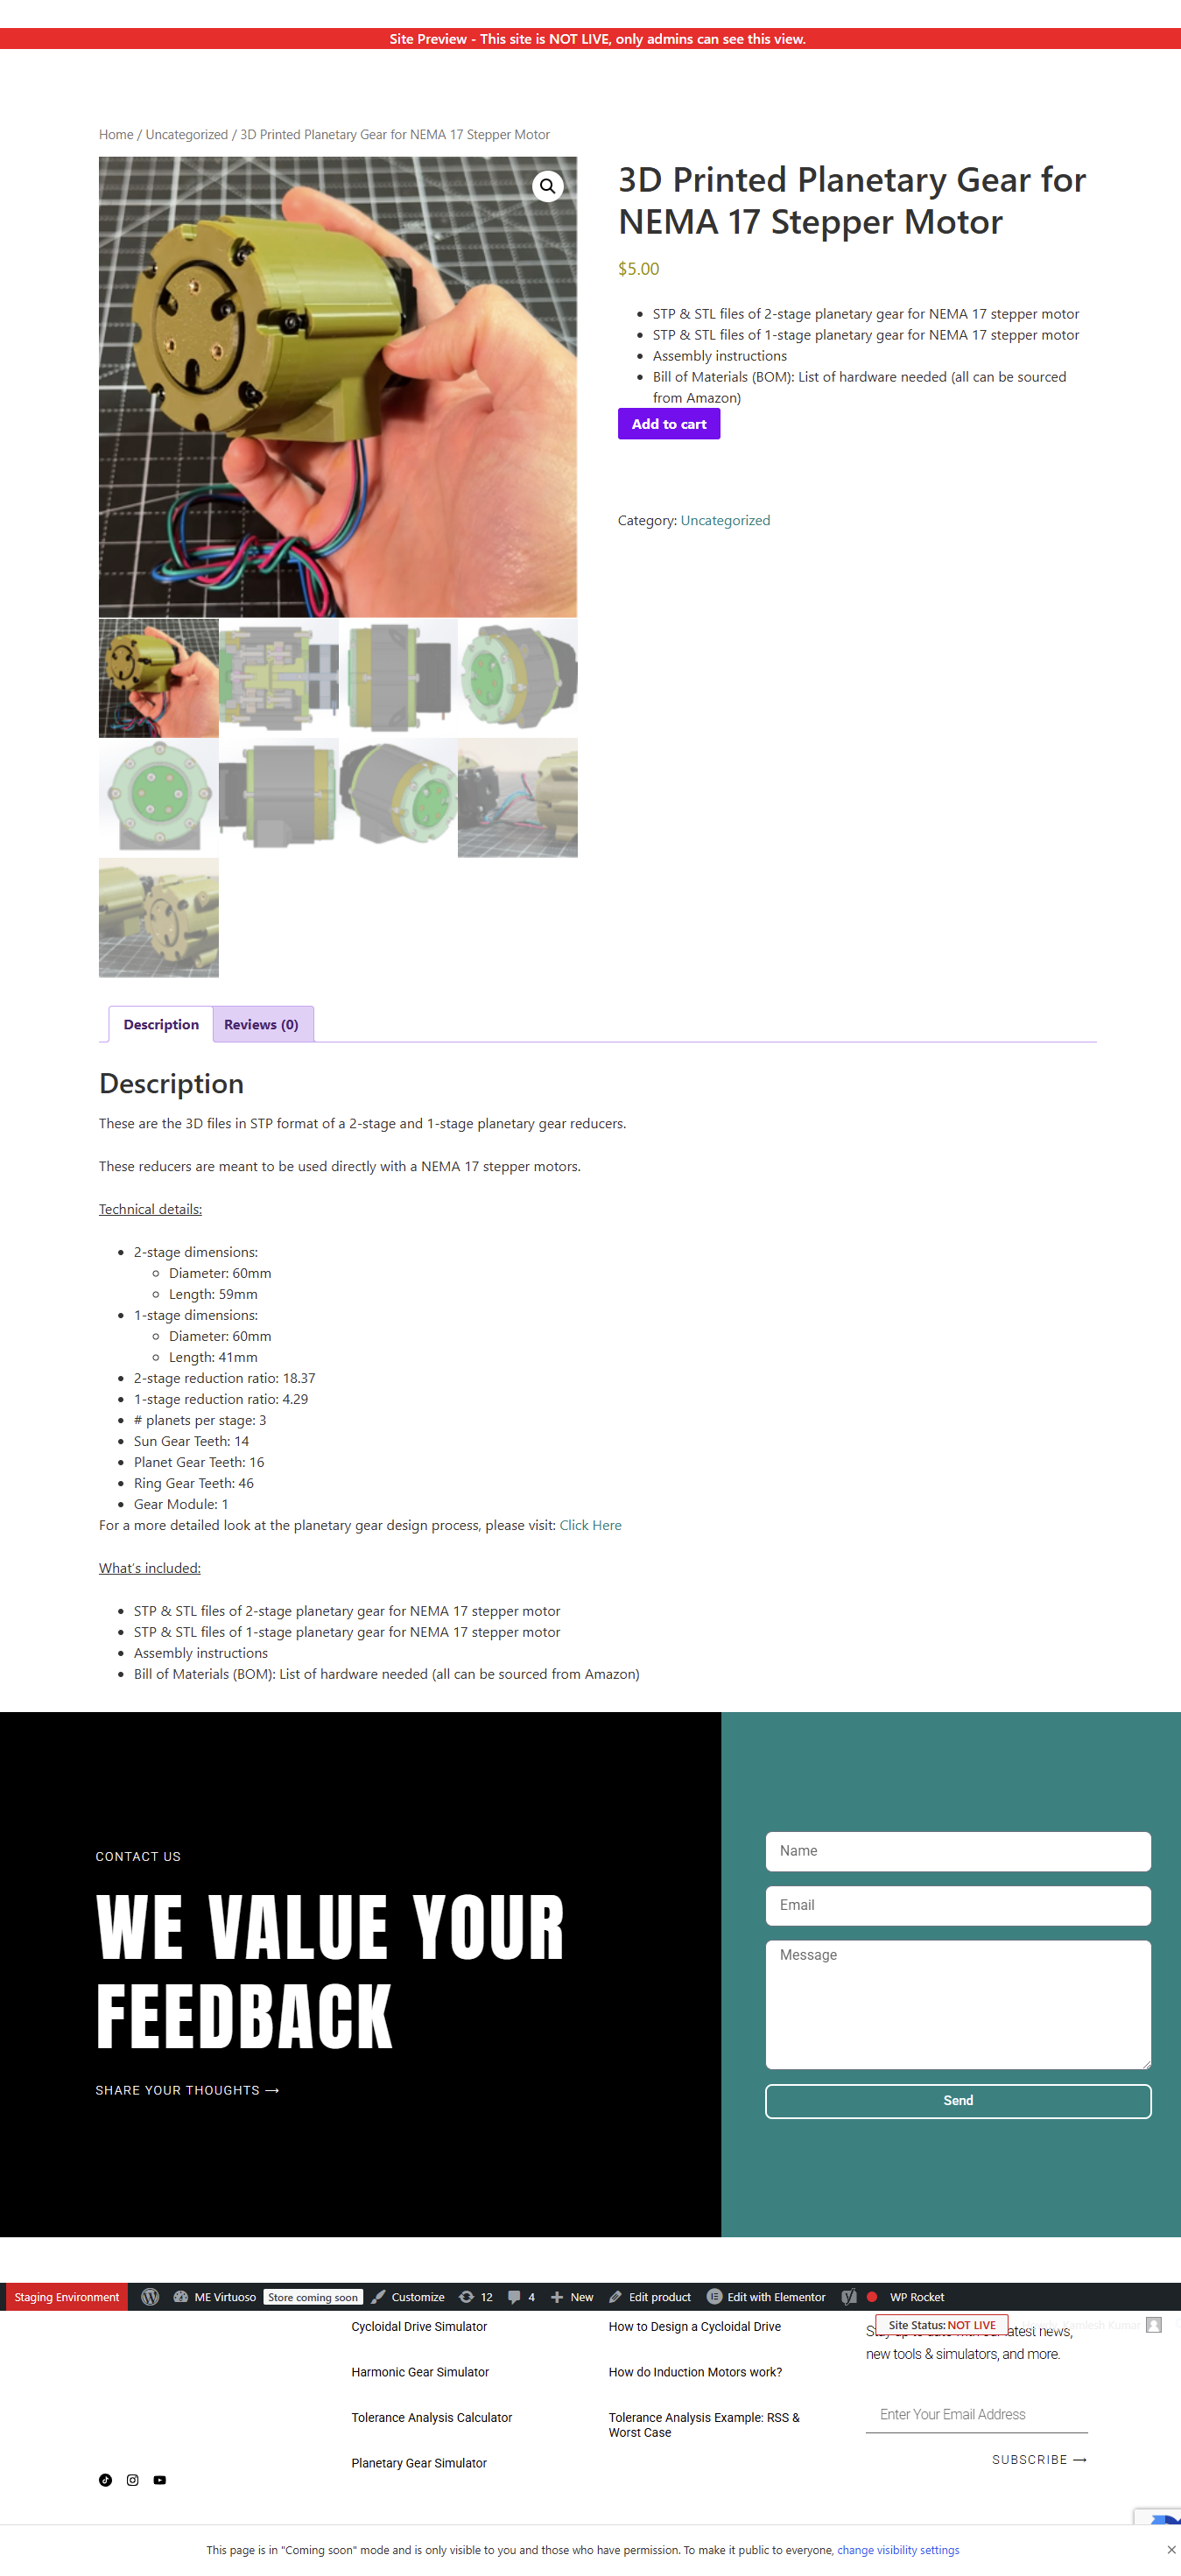 Site Preview - This site is NOT LIVE, only admins can see this view.
Home / Uncategorized / 3D Printed Planetary Gear for NEMA 17 Stepper Motor
3D Printed Planetary Gear for
NEMA 17 Stepper Motor
$5.00
STP & STL files of 2-stage planetary gear for NEMA 17 stepper motor
STP & STL files of 1-stage planetary gear for NEMA 17 stepper motor
Assembly instructions
Bill of Materials (BOM): List of hardware needed (all can be sourced
from Amazon)
Add to cart
Category: Uncategorized
Description
Reviews (0)
Description
These are the 3D files in STP format of a 2-stage and 1-stage planetary gear reducers.
These reducers are meant to be used directly with a NEMA 17 stepper motors.
Technical details:
2-stage dimensions:
Diameter: 60mm
Length: 59mm
1-stage dimensions:
Diameter: 60mm
Length: 41mm
2-stage reduction ratio: 18.37
1-stage reduction ratio: 4.29
# planets per stage: 3
Sun Gear Teeth: 14
Planet Gear Teeth: 16
Ring Gear Teeth: 46
Gear Module: 1
For a more detailed look at the planetary gear design process, please visit: Click Here
What's included:
STP & STL files of 2-stage planetary gear for NEMA 17 stepper motor
STP & STL files of 1-stage planetary gear for NEMA 17 stepper motor
Assembly instructions
Bill of Materials (BOM): List of hardware needed (all can be sourced from Amazon)
CONTACT US
WE VALUE YOUR
FEEDBACK
SHARE YOUR THOUGHTS ⟶
Name
Email
Message
Send
Staging Environment
ME Virtuoso
Store coming soon
Customize
12
4
New
Edit product
Edit with Elementor
WP Rocket
Site Status: NOT LIVE
latest news,
new tools & simulators, and more.
Cycloidal Drive Simulator
Harmonic Gear Simulator
Tolerance Analysis Calculator
Planetary Gear Simulator
How to Design a Cycloidal Drive
How do Induction Motors work?
Tolerance Analysis Example: RSS &
Worst Case
Enter Your Email Address
SUBSCRIBE ⟶
This page is in "Coming soon" mode and is only visible to you and those who have permission. To make it public to everyone, change visibility settings